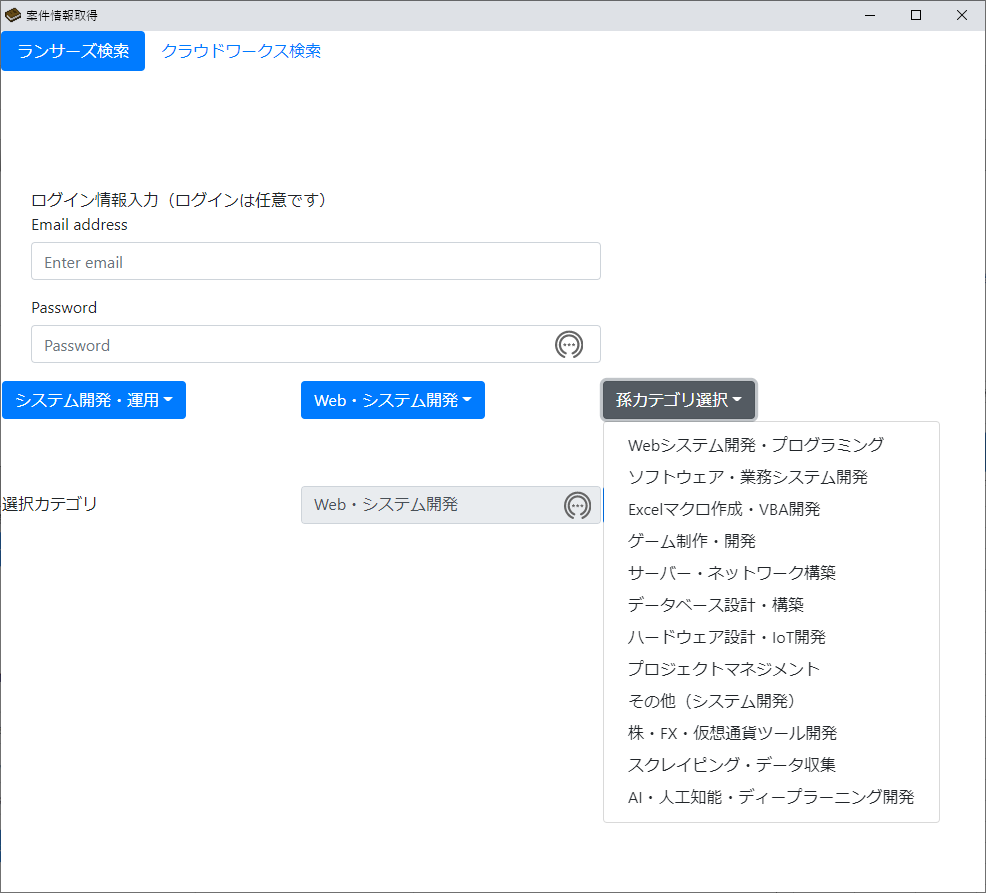 案件情報取得
ランサーズ検索 クラウドワークス検索
ログイン情報入力（ログインは任意です）
Email address
Enter email
Password
Password
システム開発・運用 Web・システム開発 孫カテゴリ選択
Webシステム開発・プログラミング
ソフトウェア・業務システム開発
選択カテゴリ Web・システム開発
Excelマクロ作成・VBA開発
ゲーム制作・開発
サーバー・ネットワーク構築
データベース設計・構築
ハードウェア設計・IoT開発
プロジェクトマネジメント
その他（システム開発）
株・FX・仮想通貨ツール開発
スクレイピング・データ収集
AI・人工知能・ディープラーニング開発